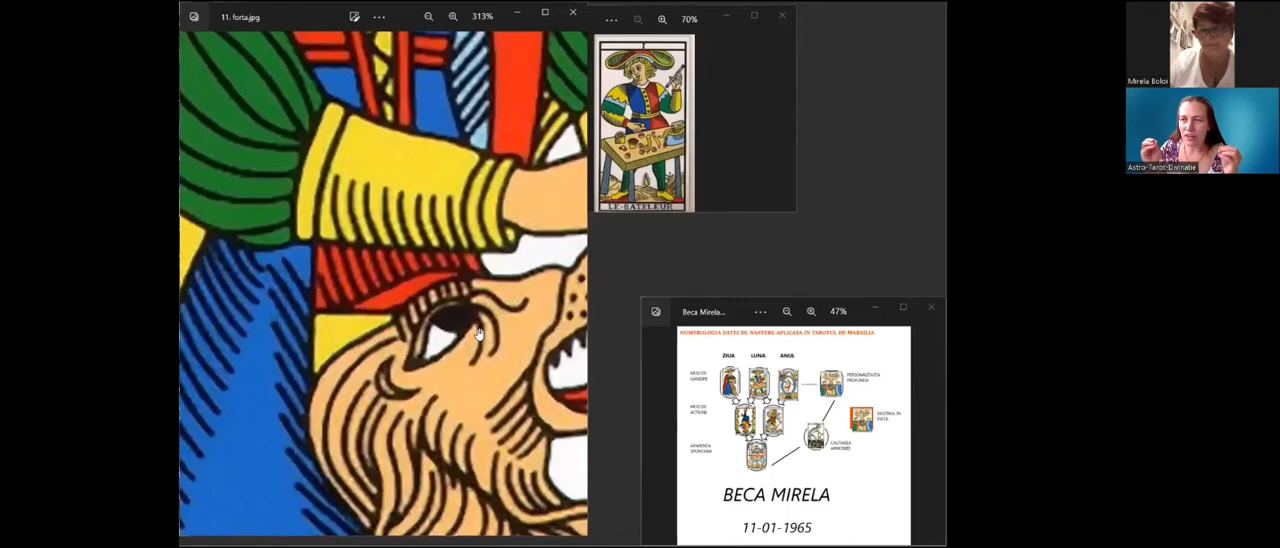 11. forta.jpg
313%
70%
I
LE·BATELEUR
Mirela Boloi
Astro-Tarot-Divinatie
Beca Mirela...
47%
NUMEROLOGIA DATEI DE NASTERE APLICATA IN TAROTUL DE MARSILIA
ZIUA LUNA ANUL
MOD DE
GANDIRE
PERSONALITATEA
PROFUNDA
MOD DE
ACTIUNE
DESTINUL IN
VIATA
CAUTAREA
ARMONIEI
APARENTA
SPONTANA
BECA MIRELA
11-01-1965